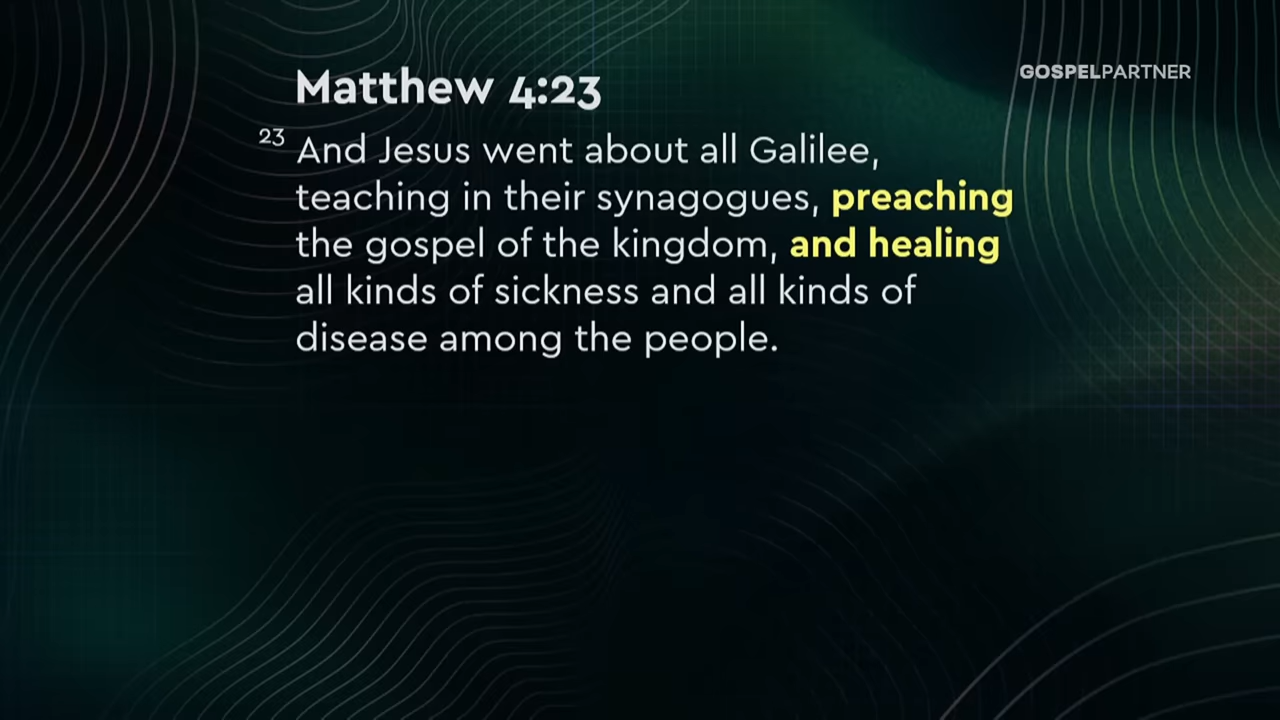 Matthew 4:23
GOSPELPARTNER
23 And Jesus went about all Galilee,
teaching in their synagogues, preaching
the gospel of the kingdom, and healing
all kinds of sickness and all kinds of
disease among the people.